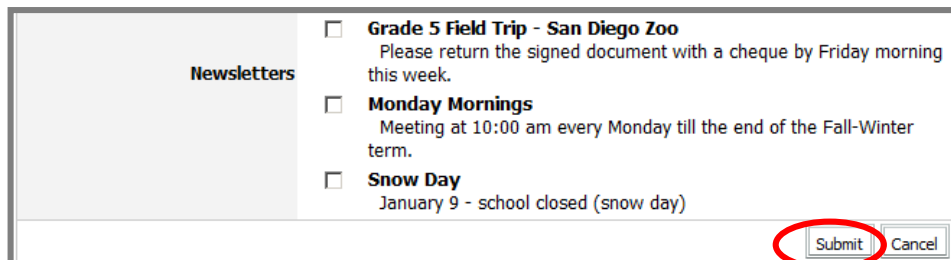 Grade 5 Field Trip - San Diego Zoo
Please return the signed document with a cheque by Friday morning
Newsletters
this week.
Monday Mornings
Meeting at 10:00 am every Monday till the end of the Fall-Winter
term.
Snow Day
January 9 - school closed (snow day)
Submit
Cancel